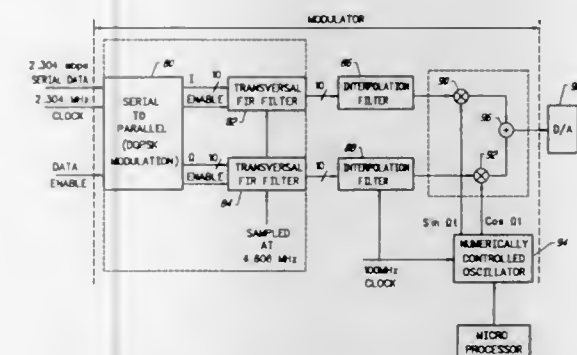 MODULATOR
2.304 mbps
SERIAL DATA
2.304 MHz
CLOCK
DATA
ENABLE
80
SERIAL
TO
PARALLEL
(DQPSK
MODULATION)
I
10
ENABLE
Q
10
ENABLE
TRANSVERSAL
FIR FILTER
82
TRANSVERSAL
FIR FILTER
84
SAMPLED
AT
4.608 MHz
10
10
86
INTERPOLATION
FILTER
88
INTERPOLATION
FILTER
100MHz
CLOCK
90
92
96
Sin Ωt
Cos Ωt
D/A
NUMERICALLY
CONTROLLED
OSCILLATOR
94
MICRO
PROCESSOR